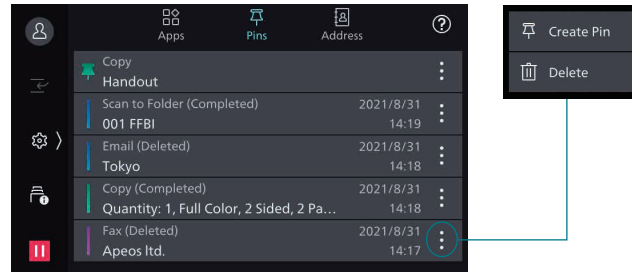 Apps
Pins
Address
Copy
Handout
Scan to Folder (Completed)
2021/8/31
001 FFBI
14:19
Email (Deleted)
2021/8/31
Tokyo
14:18
Copy (Completed)
2021/8/31
Quantity: 1, Full Color, 2 Sided, 2 Pa...
14:18
Fax (Deleted)
2021/8/31
Apeos ltd.
14:17
Create Pin
Delete